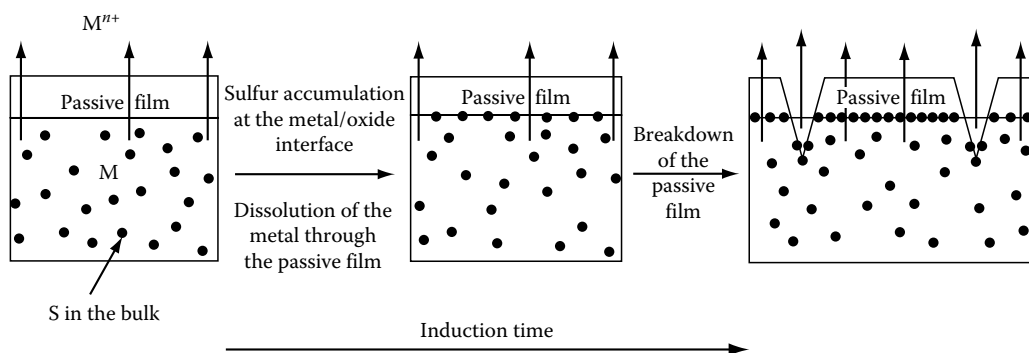 Mⁿ⁺
Passive film
M
S in the bulk
Sulfur accumulation
at the metal/oxide
interface
Dissolution of the
metal through
the passive film
Passive film
Breakdown
of the
passive
film
Passive film
Induction time